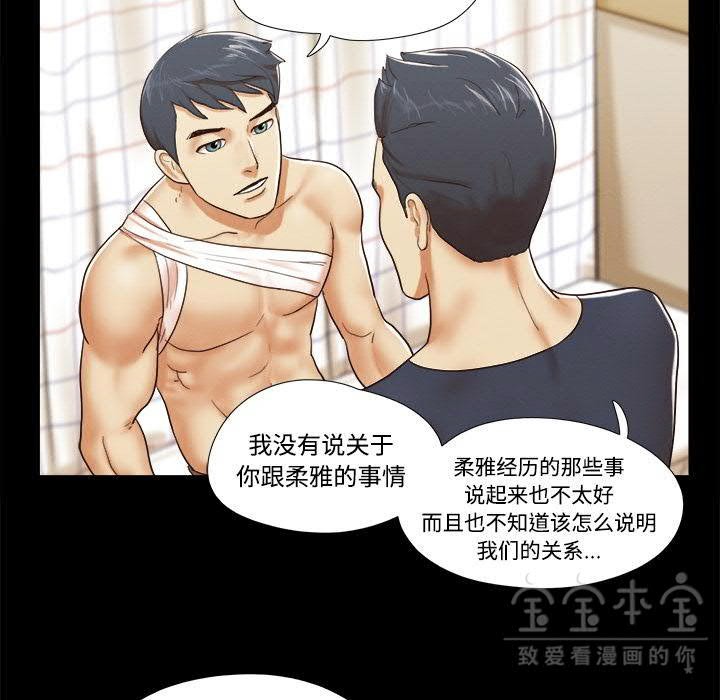 我没有说关于
你跟柔雅的事情
柔雅经历的那些事
说起来也不太好
而且也不知道该怎么说明
我们的关系...
宝宝本宝
致爱看漫画的你